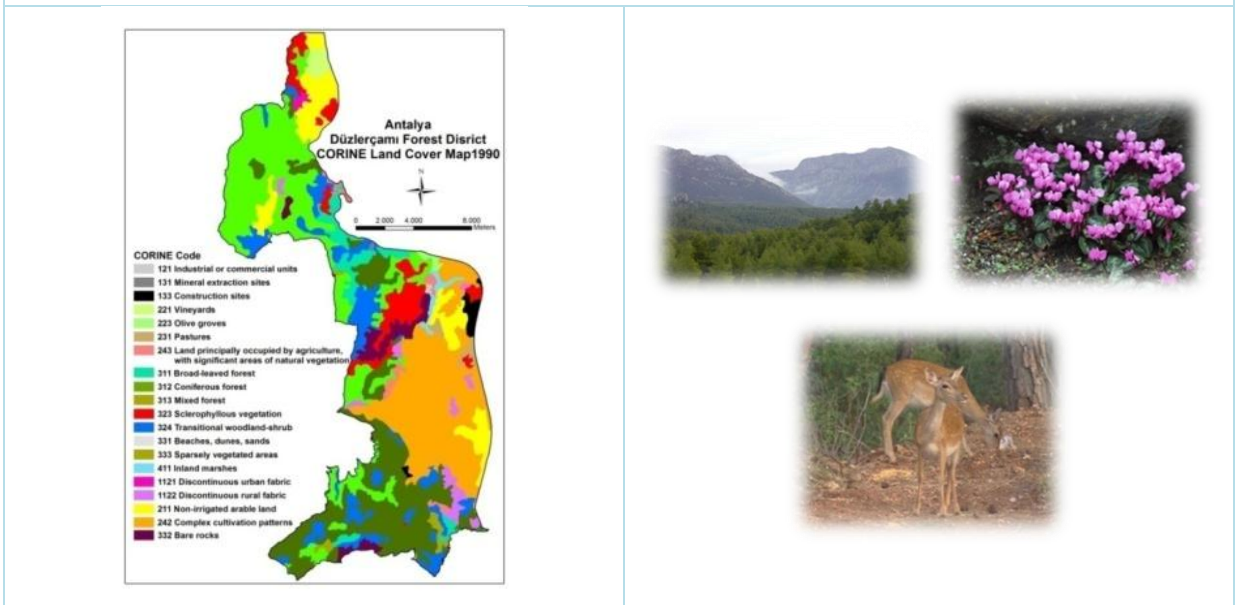 Antalya
Düzlerçamı Forest Disrict
CORINE Land Cover Map1990
N
0 2.000 4.000 8.000
Meters
CORINE Code
121 Industrial or commercial units
131 Mineral extraction sites
133 Construction sites
221 Vineyards
223 Olive groves
231 Pastures
243 Land principally occupied by agriculture,
with significant areas of natural vegetation
311 Broad-leaved forest
312 Coniferous forest
313 Mixed forest
323 Sclerophyllous vegetation
324 Transitional woodland-shrub
331 Beaches, dunes, sands
333 Sparsely vegetated areas
411 Inland marshes
1121 Discontinuous urban fabric
1122 Discontinuous rural fabric
211 Non-irrigated arable land
242 Complex cultivation patterns
332 Bare rocks